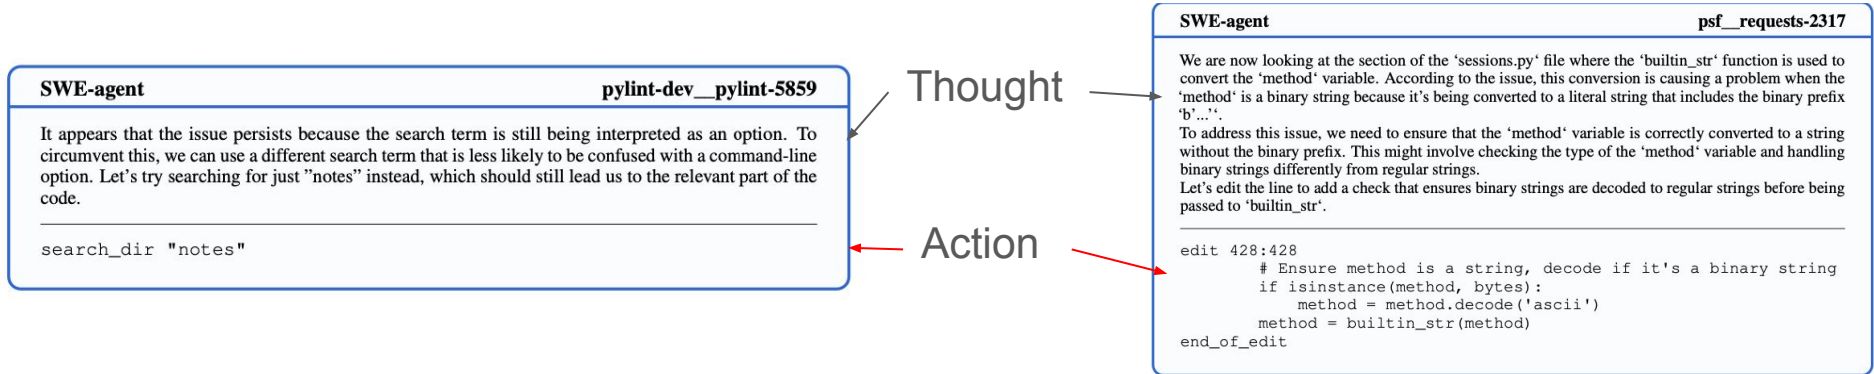 SWE-agent pylint-dev__pylint-5859
It appears that the issue persists because the search term is still being interpreted as an option. To
circumvent this, we can use a different search term that is less likely to be confused with a command-line
option. Let's try searching for just ”notes” instead, which should still lead us to the relevant part of the
code.
search_dir "notes"
Thought
Action
SWE-agent psf__requests-2317
We are now looking at the section of the ‘sessions.py‘ file where the ‘builtin_str‘ function is used to
convert the ‘method‘ variable. According to the issue, this conversion is causing a problem when the
‘method‘ is a binary string because it's being converted to a literal string that includes the binary prefix
‘b’...’‘.
To address this issue, we need to ensure that the ‘method‘ variable is correctly converted to a string
without the binary prefix. This might involve checking the type of the ‘method‘ variable and handling
binary strings differently from regular strings.
Let's edit the line to add a check that ensures binary strings are decoded to regular strings before being
passed to ‘builtin_str‘.
edit 428:428
        # Ensure method is a string, decode if it's a binary string
        if isinstance(method, bytes):
            method = method.decode('ascii')
        method = builtin_str(method)
end_of_edit